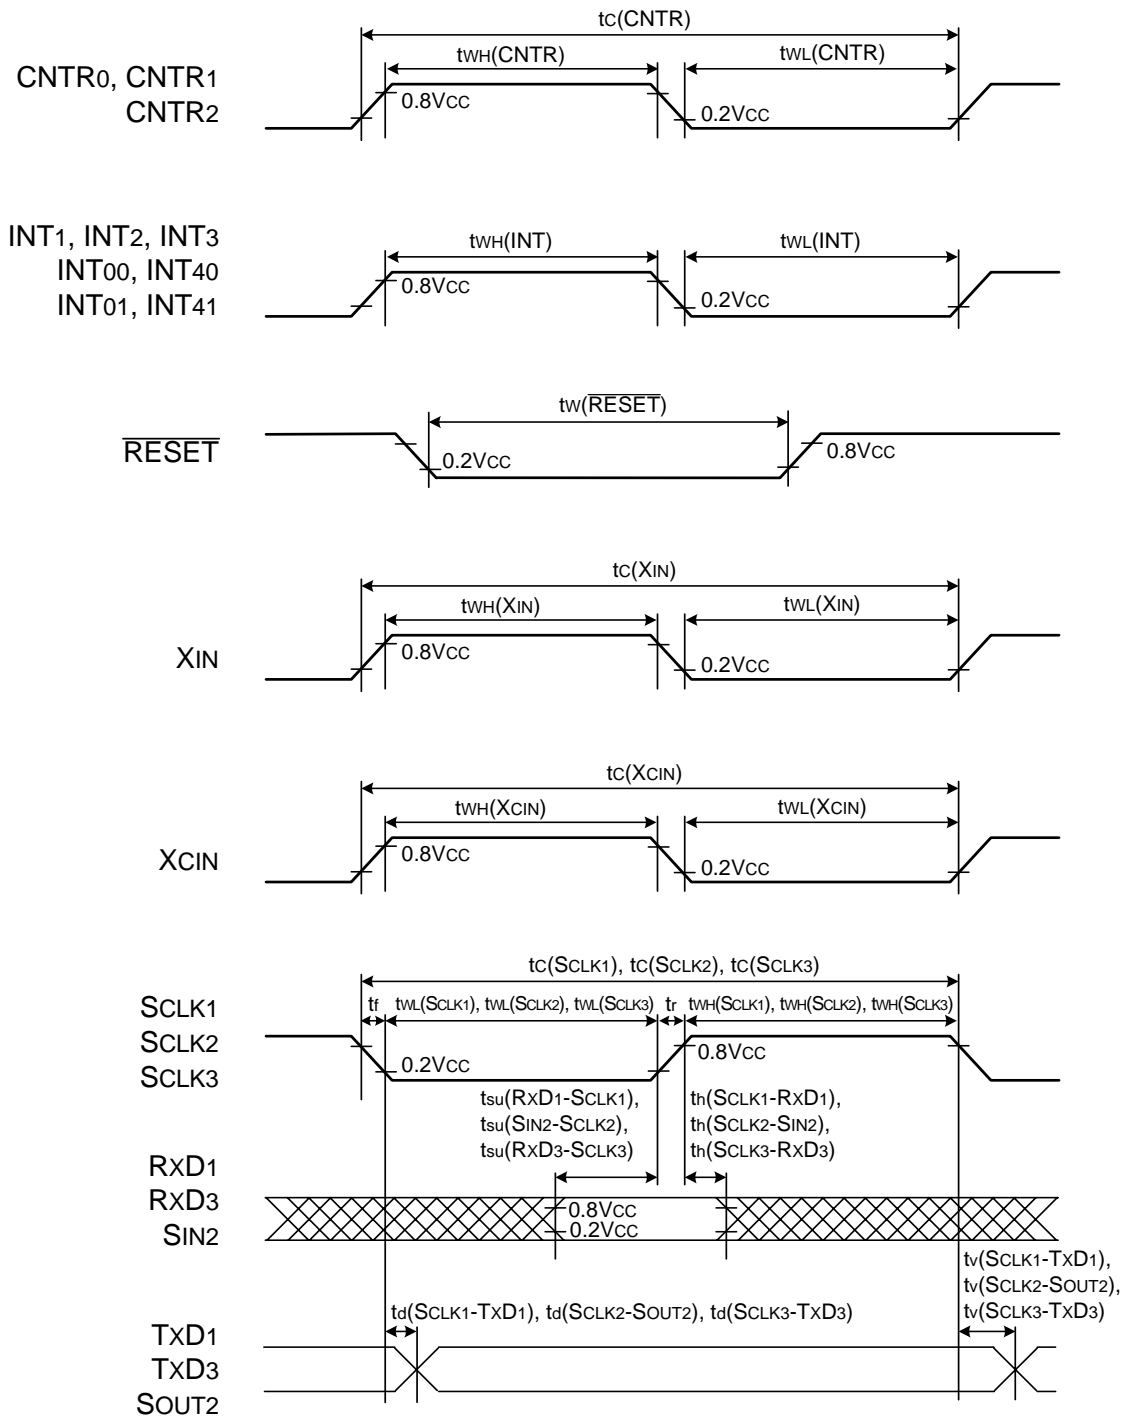 tC(CNTR)
tWH(CNTR)
tWL(CNTR)
CNTR0, CNTR1
CNTR2
0.8VCC
0.2VCC
INT1, INT2, INT3
INT00, INT40
INT01, INT41
tWH(INT)
tWL(INT)
0.8VCC
0.2VCC
tW(RESET)
RESET
0.2VCC
0.8VCC
tC(XIN)
tWH(XIN)
tWL(XIN)
XIN
0.8VCC
0.2VCC
tC(XCIN)
tWH(XCIN)
tWL(XCIN)
XCIN
0.8VCC
0.2VCC
tC(SCLK1), tC(SCLK2), tC(SCLK3)
tf
tWL(SCLK1), tWL(SCLK2), tWL(SCLK3)
tr
tWH(SCLK1), tWH(SCLK2), tWH(SCLK3)
SCLK1
SCLK2
SCLK3
0.2VCC
0.8VCC
tsu(RXD1-SCLK1),
tsu(SIN2-SCLK2),
tsu(RXD3-SCLK3)
th(SCLK1-RXD1),
th(SCLK2-SIN2),
th(SCLK3-RXD3)
RXD1
RXD3
SIN2
0.8VCC
0.2VCC
tv(SCLK1-TXD1),
tv(SCLK2-SOUT2),
tv(SCLK3-TXD3)
td(SCLK1-TXD1), td(SCLK2-SOUT2), td(SCLK3-TXD3)
TXD1
TXD3
SOUT2